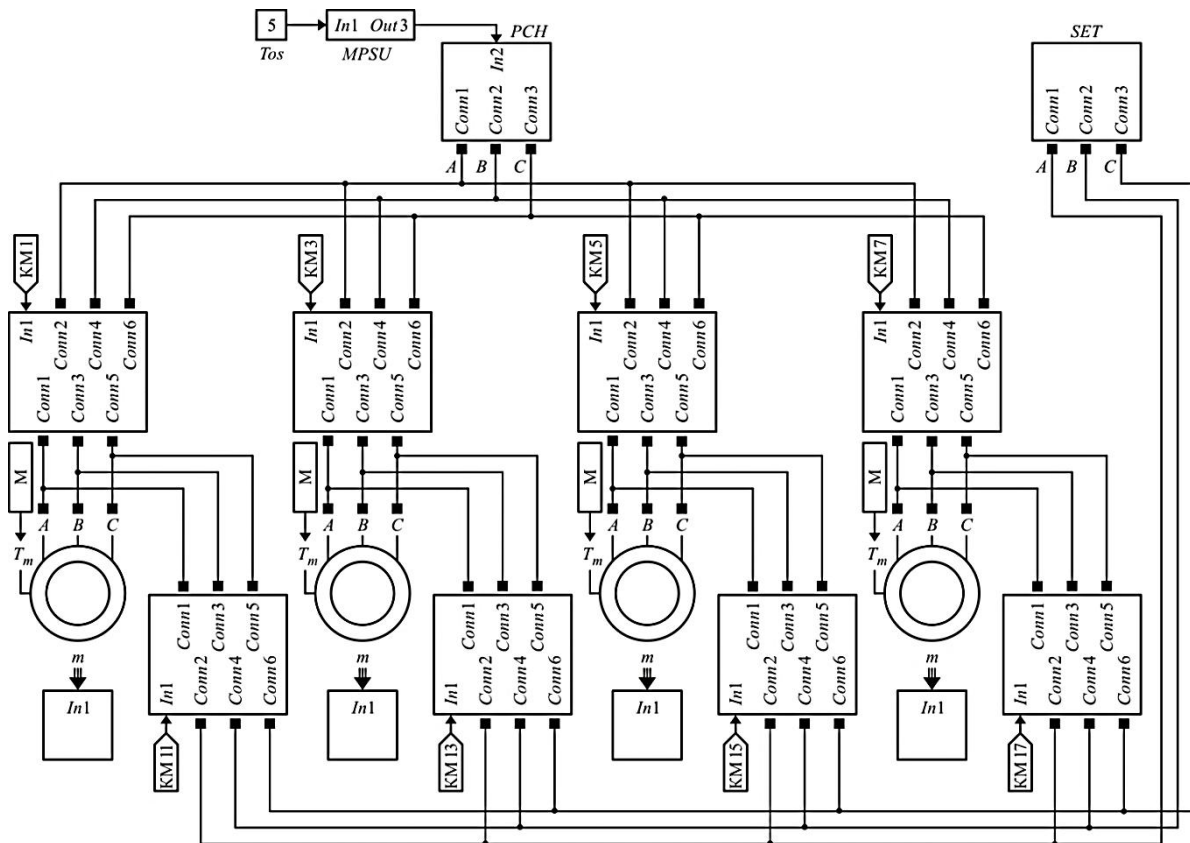 5
In1 Out3
Tos
MPSU
PCH
In2
Conn1
Conn2
Conn3
A B C
SET
Conn1
Conn2
Conn3
A B C
KM1
KM3
KM5
KM7
In1
Conn2
Conn4
Conn6
Conn1
Conn3
Conn5
In1
Conn2
Conn4
Conn6
Conn1
Conn3
Conn5
In1
Conn2
Conn4
Conn6
Conn1
Conn3
Conn5
In1
Conn2
Conn4
Conn6
Conn1
Conn3
Conn5
M
M
M
M
A B C
A B C
A B C
A B C
Tm
Tm
Tm
Tm
Conn1
Conn3
Conn5
In1
Conn2
Conn4
Conn6
Conn1
Conn3
Conn5
In1
Conn2
Conn4
Conn6
Conn1
Conn3
Conn5
In1
Conn2
Conn4
Conn6
Conn1
Conn3
Conn5
In1
Conn2
Conn4
Conn6
m
m
m
m
In1
In1
In1
In1
KM11
KM13
KM15
KM17